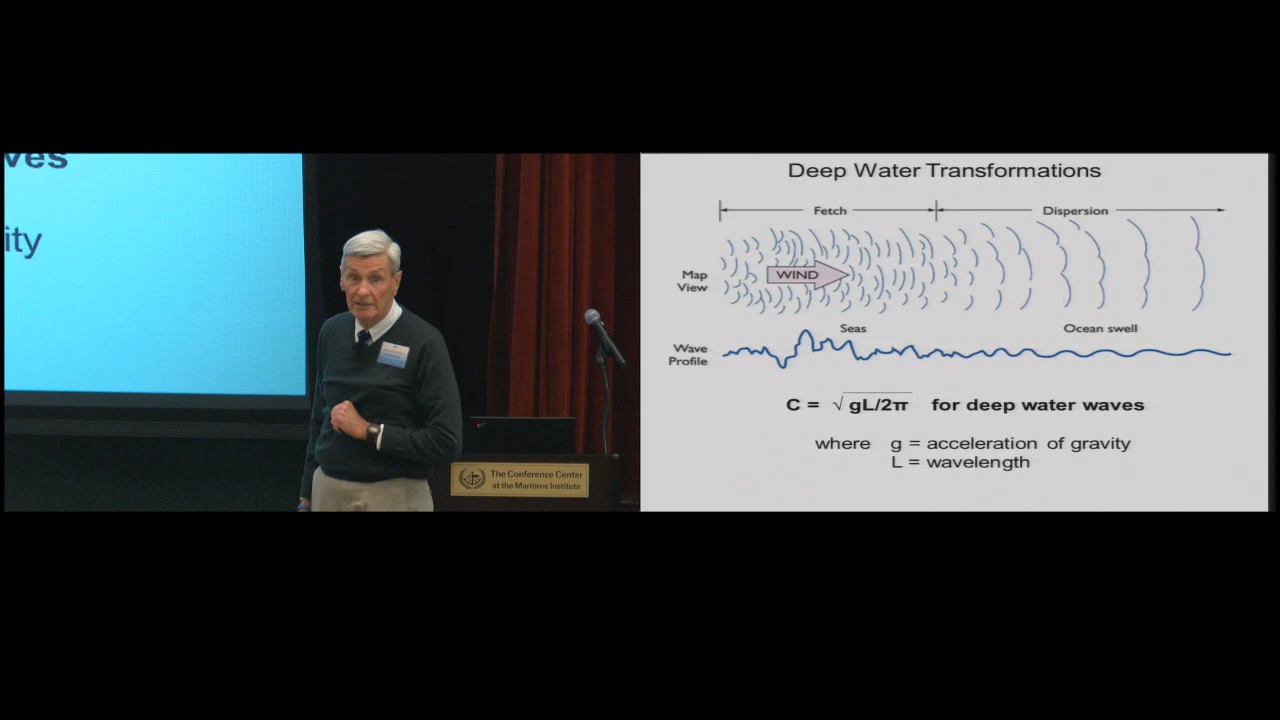 ves
ity
The Conference Center
at the Maritime Institute
Deep Water Transformations
Fetch
Dispersion
Map
View
WIND
Seas
Ocean swell
Wave
Profile
C = √gL/2π for deep water waves
where g = acceleration of gravity
L = wavelength